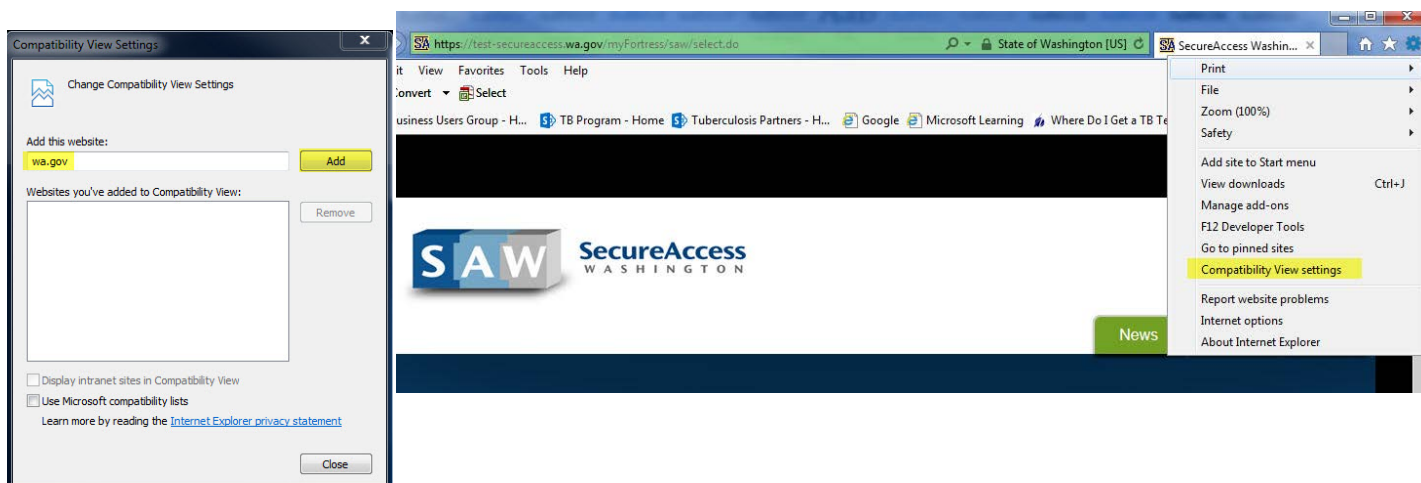 Compatibility View Settings
x
Change Compatibility View Settings
Add this website:
wa.gov
Add
Websites you've added to Compatibility View:
Remove
Display intranet sites in Compatibility View
Use Microsoft compatibility lists
Learn more by reading the Internet Explorer privacy statement
Close
SA https://test-secureaccess.wa.gov/myFortress/saw/select.do State of Washington [US] SA SecureAccess Washin... ×
it View Favorites Tools Help
onvert Select
usiness Users Group - H... TB Program - Home Tuberculosis Partners - H... Google Microsoft Learning Where Do I Get a TB Te
SAW
SecureAccess
WASHINGTON
News
Print
File
Zoom (100%)
Safety
Add site to Start menu
View downloads Ctrl+J
Manage add-ons
F12 Developer Tools
Go to pinned sites
Compatibility View settings
Report website problems
Internet options
About Internet Explorer